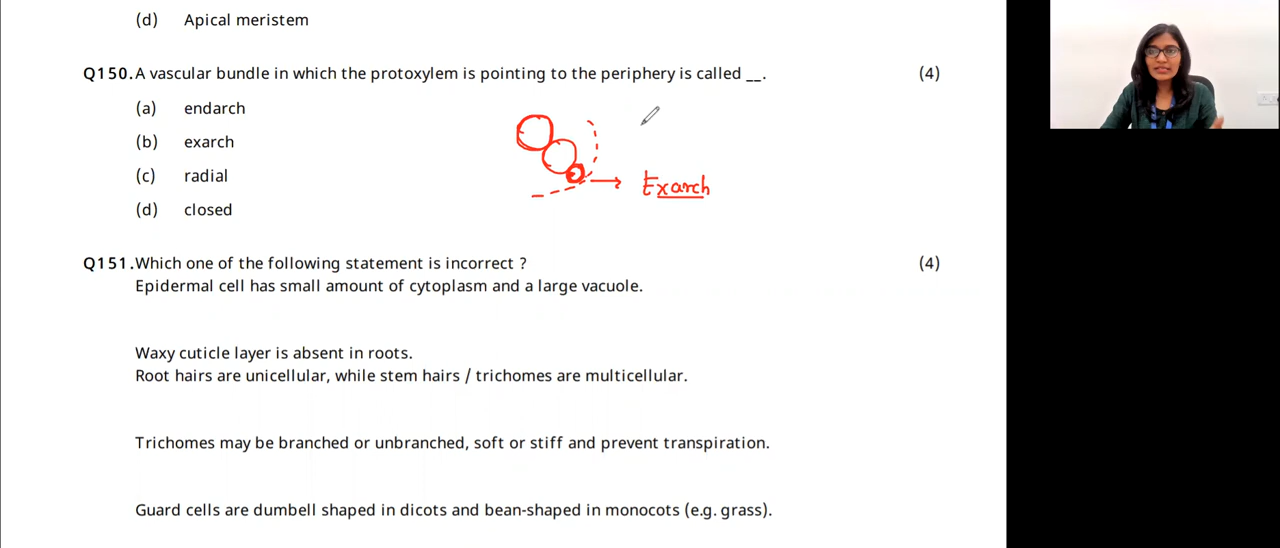 (d) Apical meristem
Q150. A vascular bundle in which the protoxylem is pointing to the periphery is called __. (4)
(a) endarch
(b) exarch
(c) radial
(d) closed
Exarch
Q151. Which one of the following statement is incorrect ? (4)
Epidermal cell has small amount of cytoplasm and a large vacuole.
Waxy cuticle layer is absent in roots.
Root hairs are unicellular, while stem hairs / trichomes are multicellular.
Trichomes may be branched or unbranched, soft or stiff and prevent transpiration.
Guard cells are dumbell shaped in dicots and bean-shaped in monocots (e.g. grass).